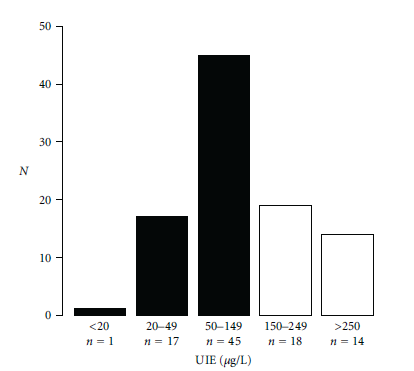 50
40
30
N
20
10
0
<20 20–49 50–149 150–249 >250
n = 1 n = 17 n = 45 n = 18 n = 14
UIE (μg/L)